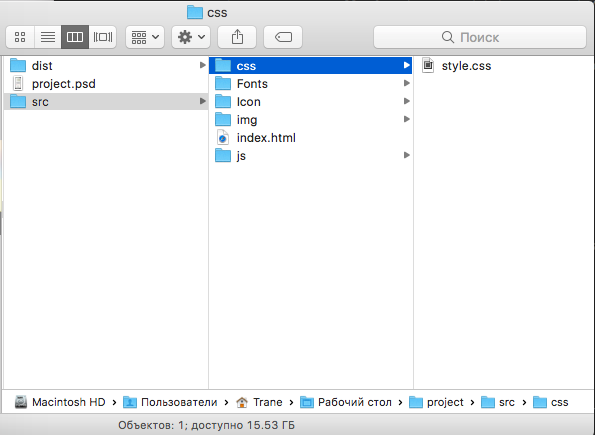 css
Поиск
dist
project.psd
src
css
Fonts
Icon
img
index.html
js
style.css
Macintosh HD Пользователи Trane Рабочий стол project src css
Объектов: 1; доступно 15.53 ГБ